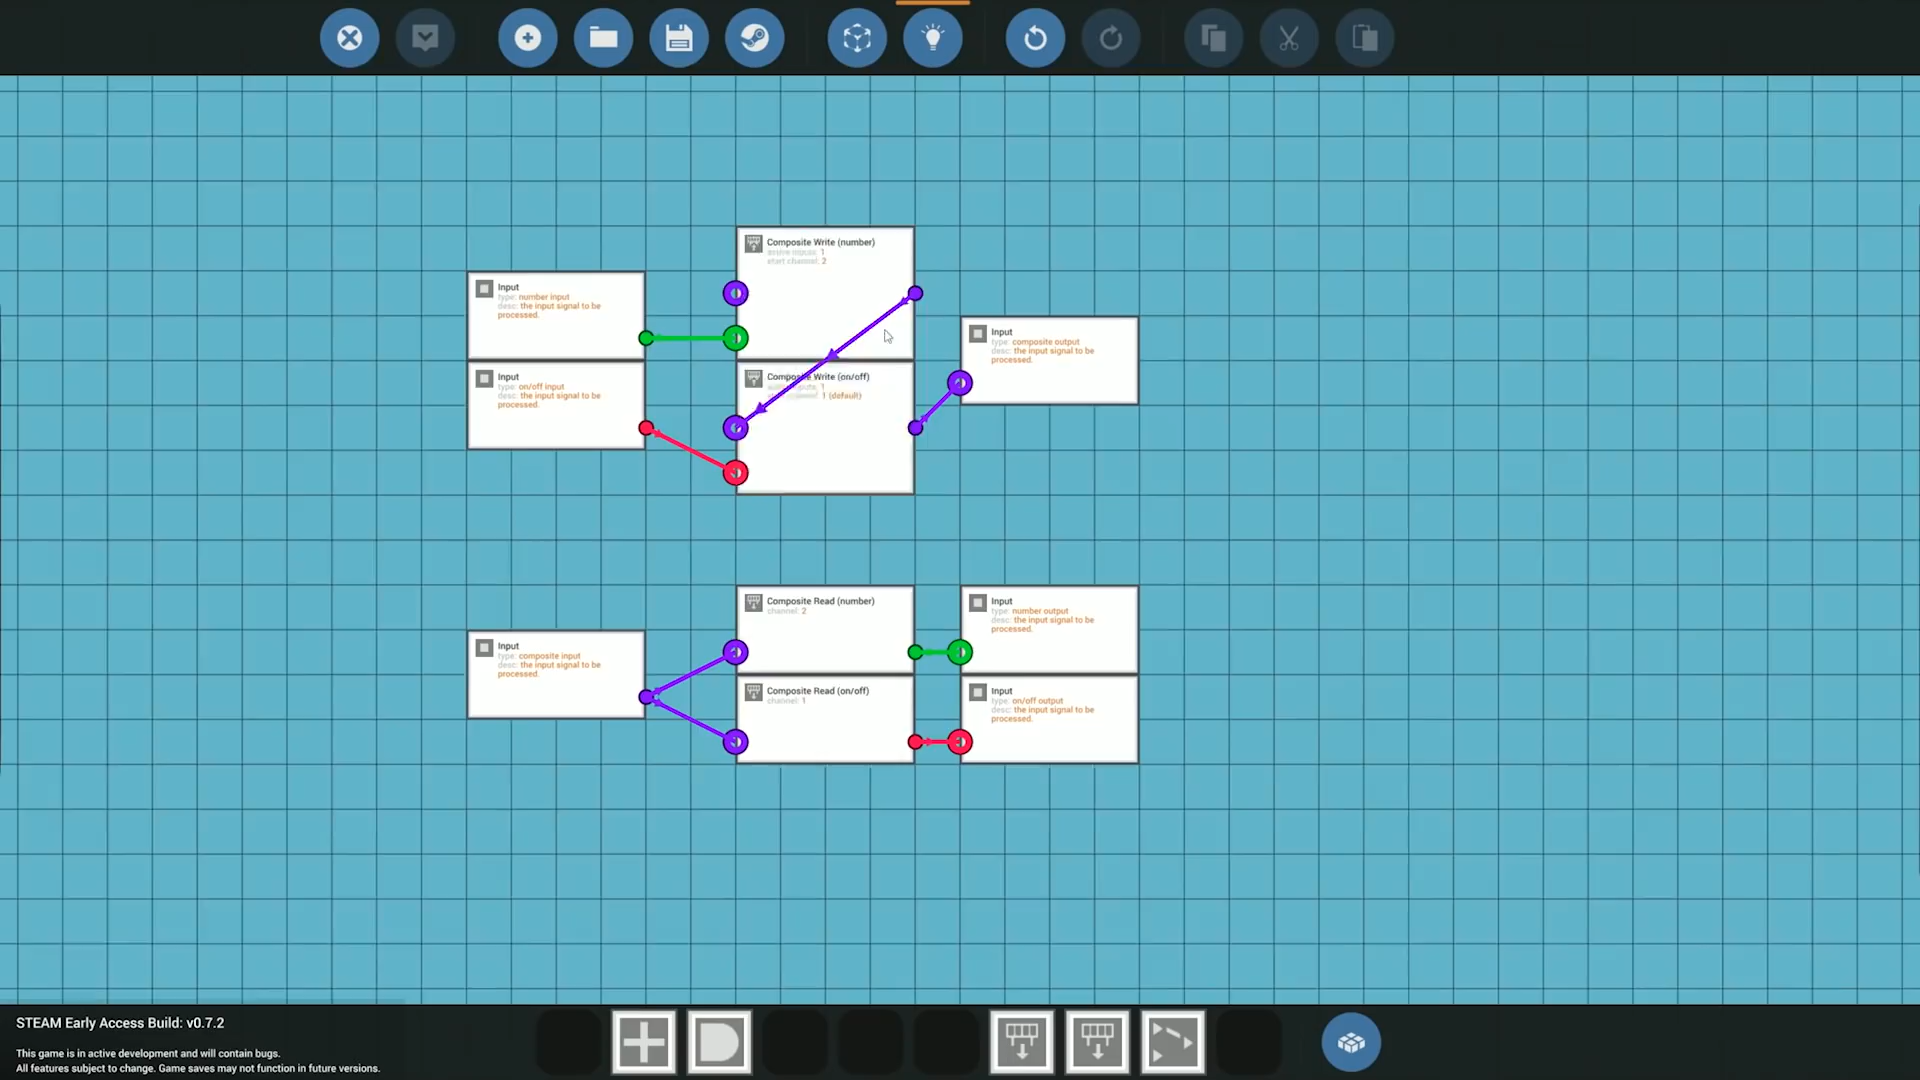 Composite Write (number)
active inputs: 1
start channel: 2
Input
type: number input
desc: the input signal to be
processed.
Input
type: composite output
desc: the input signal to be
processed.
Input
type: on/off input
desc: the input signal to be
processed.
Composite Write (on/off)
1
1 (default)
Composite Read (number)
channel: 2
Input
type: number output
desc: the input signal to be
processed.
Input
type: composite input
desc: the input signal to be
processed.
Composite Read (on/off)
channel: 1
Input
type: on/off output
desc: the input signal to be
processed.
STEAM Early Access Build: v0.7.2
This game is in active development and will contain bugs.
All features subject to change. Game saves may not function in future versions.